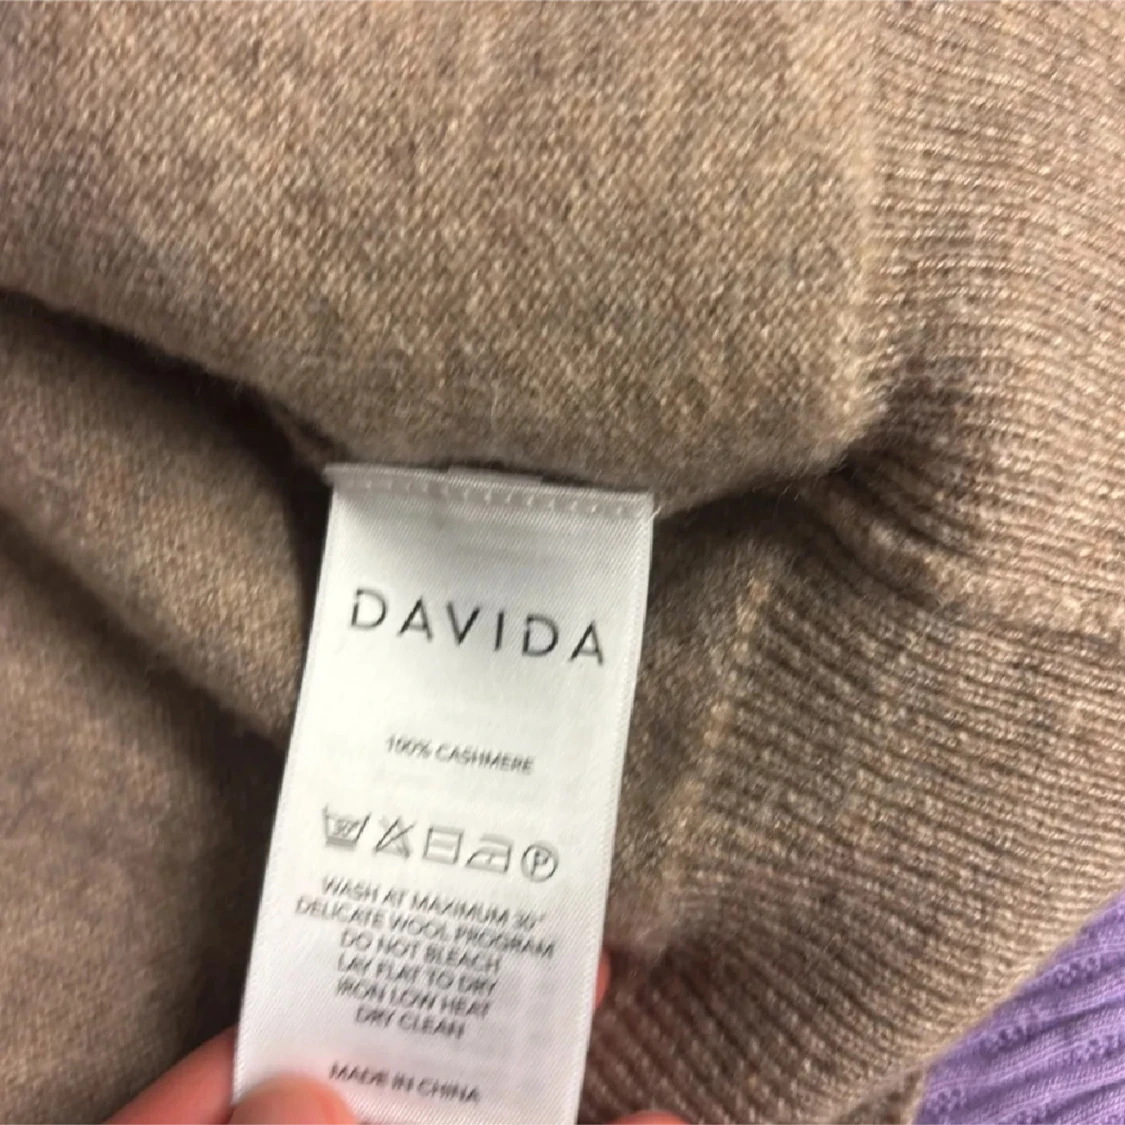 DAVIDA
100% CASHMERE
P
WASH AT MAXIMUM 30°
DELICATE WOOL PROGRAM
DO NOT BLEACH
LAY FLAT TO DRY
IRON LOW HEAT
DRY CLEAN
MADE IN CHINA